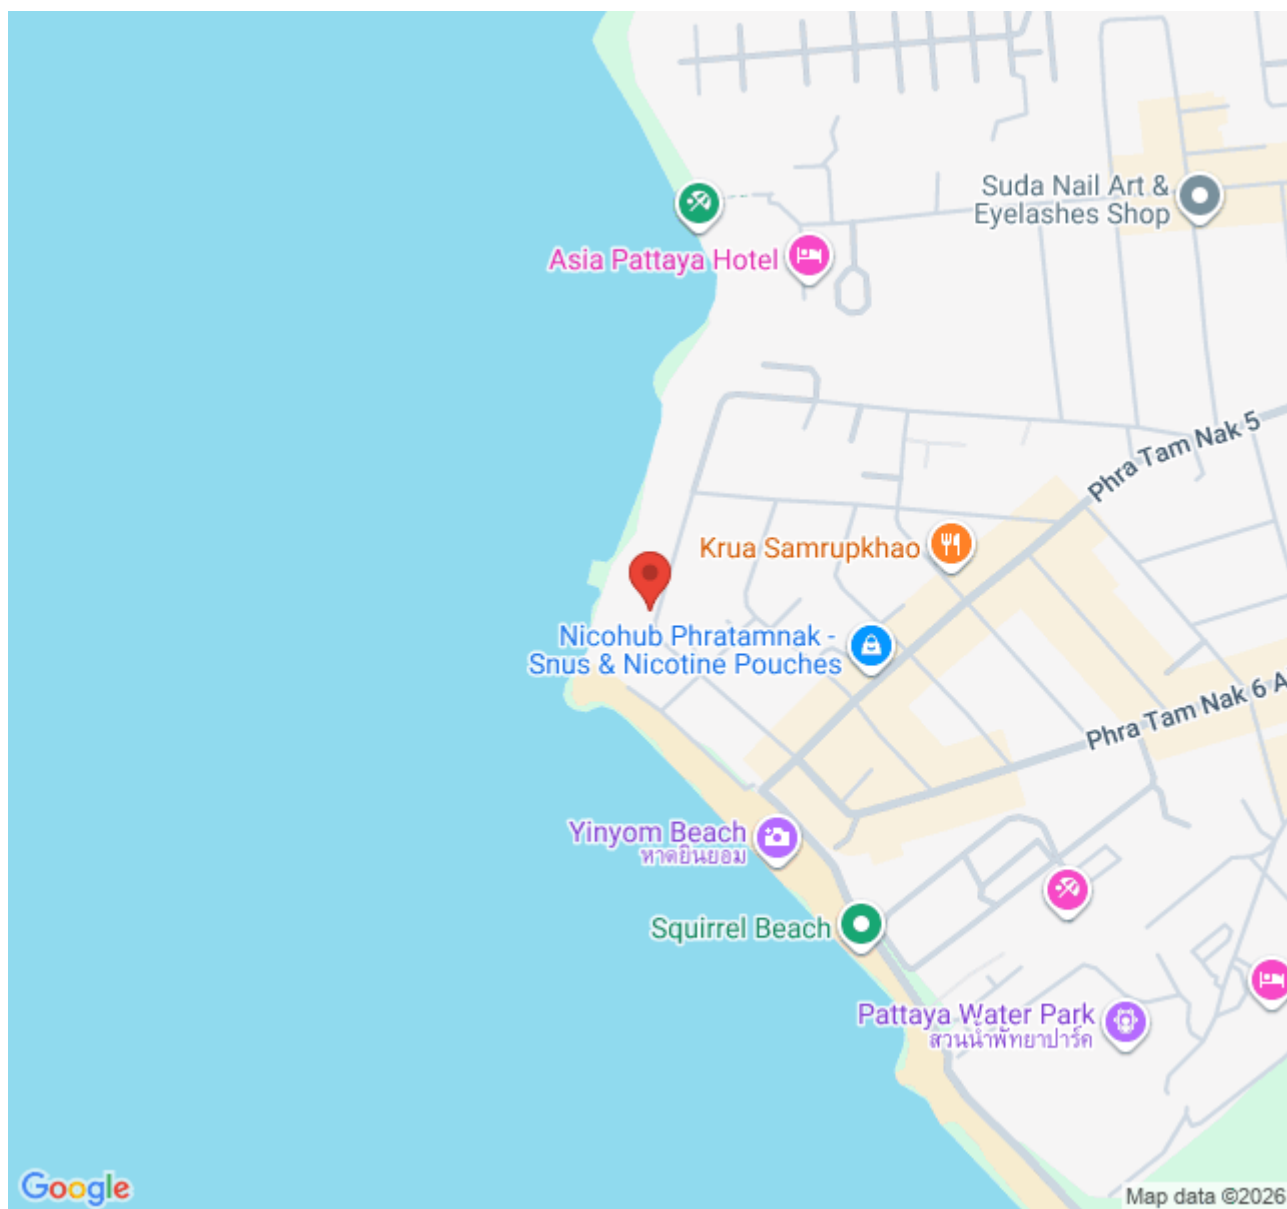 Suda Nail Art &
Eyelashes Shop
Asia Pattaya Hotel
Phra Tam Nak 5
Krua Samrupkhao
Nicohub Phratamnak -
Snus & Nicotine Pouches
Phra Tam Nak 6 A
Yinyom Beach
หาดยินยอม
Squirrel Beach
Pattaya Water Park
สวนน้ำพัทยาปาร์ค
Google
Map data ©2026